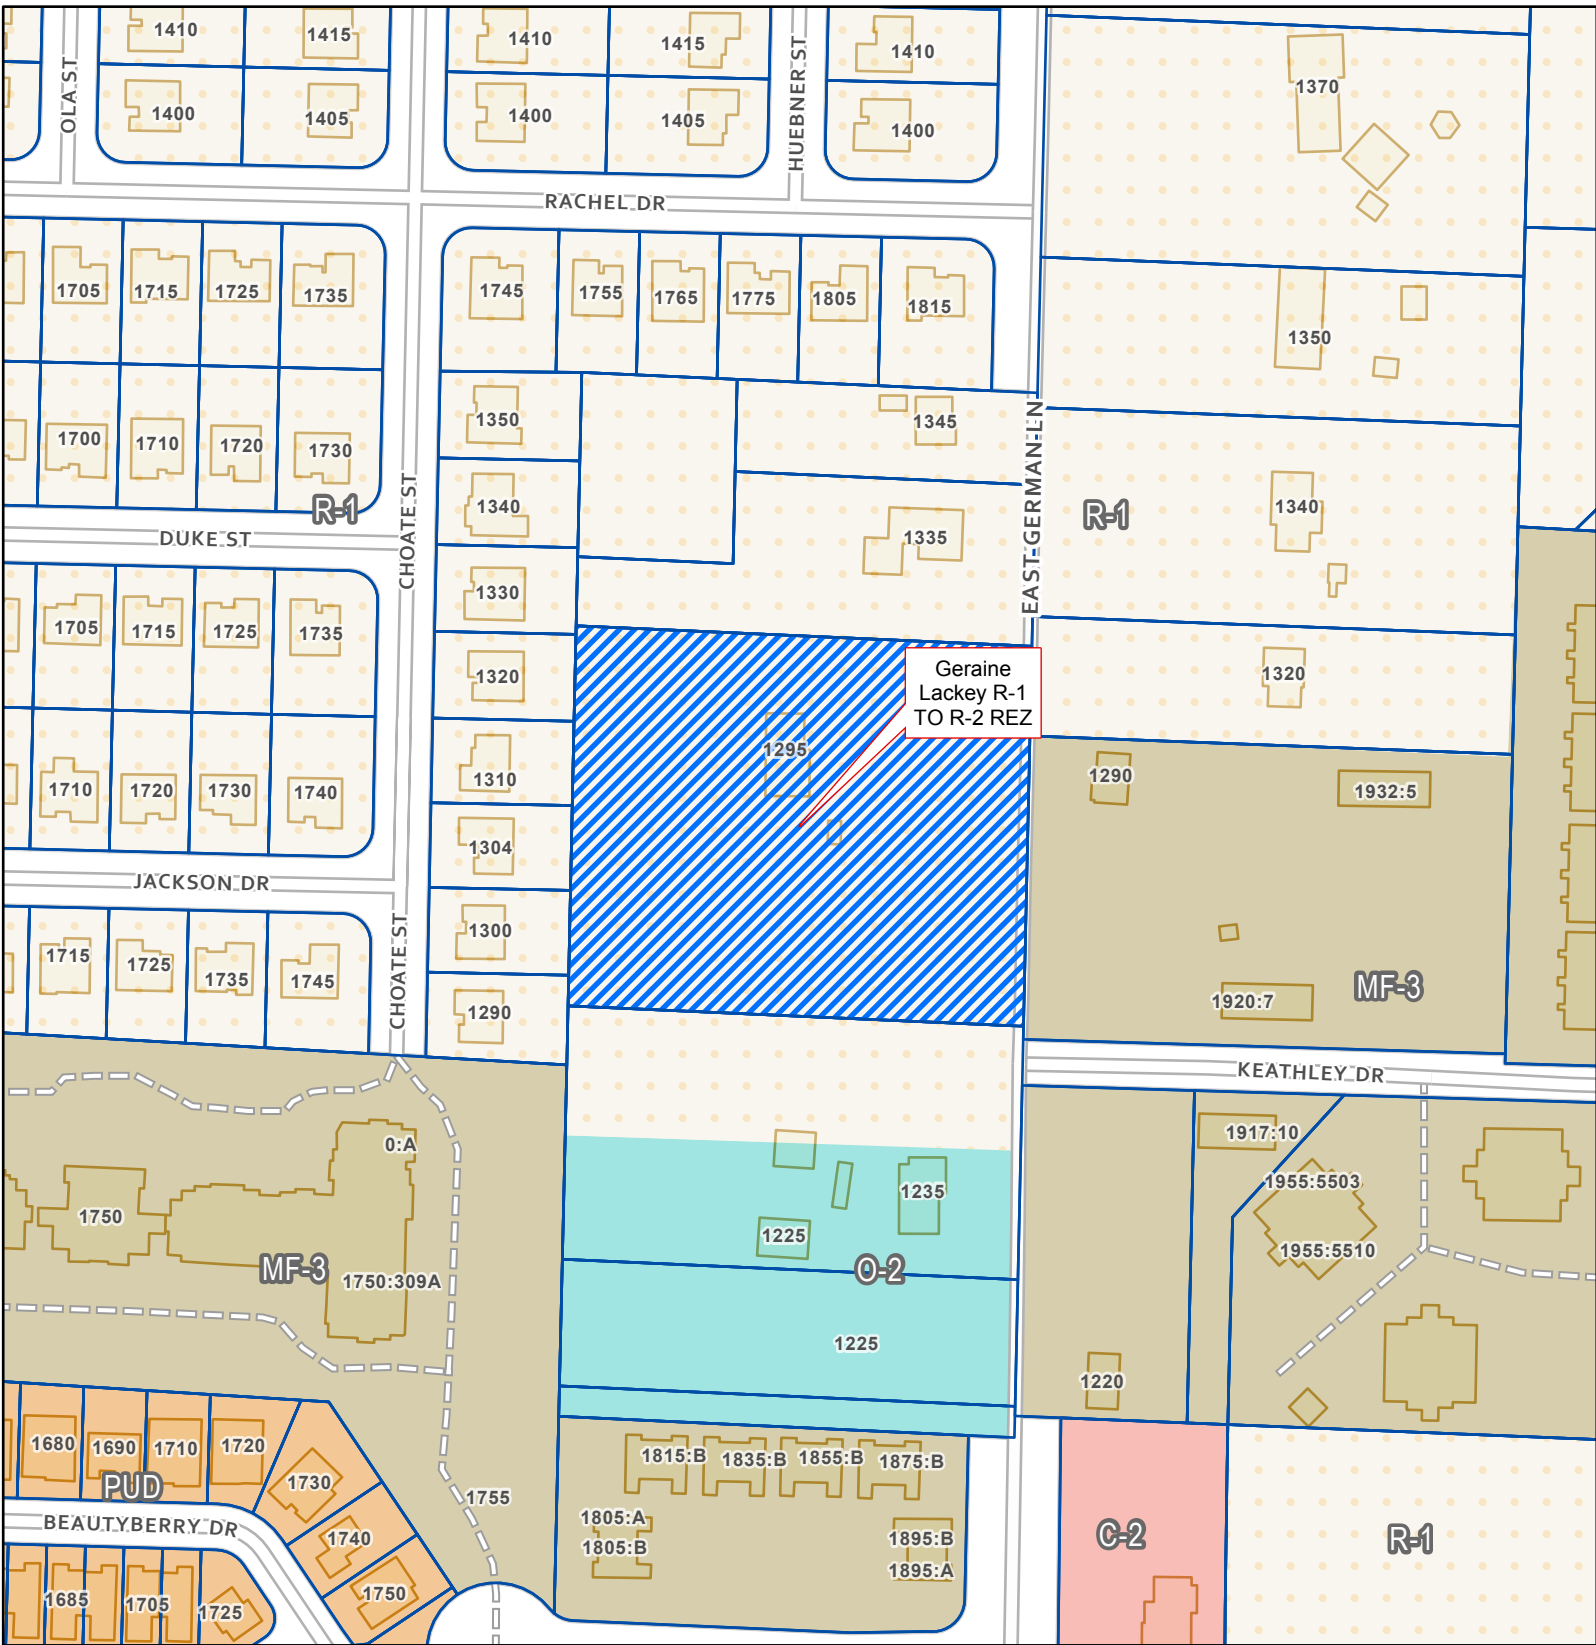 1410
1415
1410
1415
1410
1370
OLA ST
1400
1405
1400
1405
HUEBNER ST
1400
RACHEL DR
1705
1715
1725
1735
1745
1755
1765
1775
1805
1815
1350
1700
1710
1720
1730
1350
1345
R-1
CHOATE ST
1340
1335
EAST GERMAN LN
R-1
1340
DUKE ST
1330
1705
1715
1725
1735
1320
Geraine
Lackey R-1
TO R-2 REZ
1320
1295
1710
1720
1730
1740
1310
1290
1932:5
1304
JACKSON DR
CHOATE ST
1300
1715
1725
1735
1745
1290
1920:7
MF-3
KEATHLEY DR
0:A
1917:10
1750
1235
1955:5503
1225
1955:5510
MF-3
1750:309A
O-2
1225
1220
1680
1690
1710
1720
1815:B
1835:B
1855:B
1875:B
PUD
1730
1755
BEAUTYBERRY DR
1740
1805:A
1805:B
1895:B
1895:A
C-2
R-1
1750
1685
1705
1725